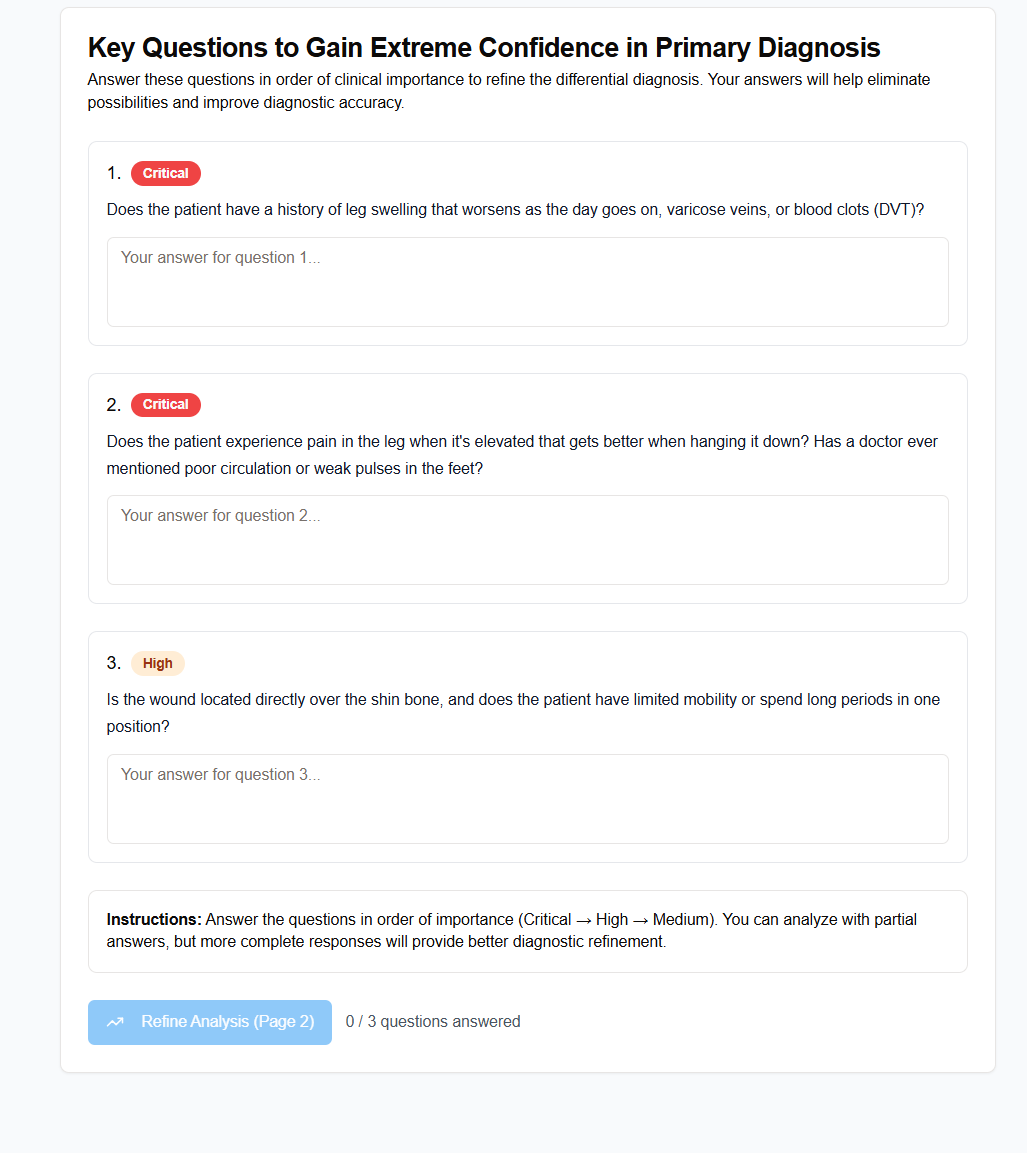 Key Questions to Gain Extreme Confidence in Primary Diagnosis
Answer these questions in order of clinical importance to refine the differential diagnosis. Your answers will help eliminate
possibilities and improve diagnostic accuracy.
1. Critical
Does the patient have a history of leg swelling that worsens as the day goes on, varicose veins, or blood clots (DVT)?
Your answer for question 1...
2. Critical
Does the patient experience pain in the leg when it's elevated that gets better when hanging it down? Has a doctor ever
mentioned poor circulation or weak pulses in the feet?
Your answer for question 2...
3. High
Is the wound located directly over the shin bone, and does the patient have limited mobility or spend long periods in one
position?
Your answer for question 3...
Instructions: Answer the questions in order of importance (Critical → High → Medium). You can analyze with partial
answers, but more complete responses will provide better diagnostic refinement.
Refine Analysis (Page 2) 0 / 3 questions answered